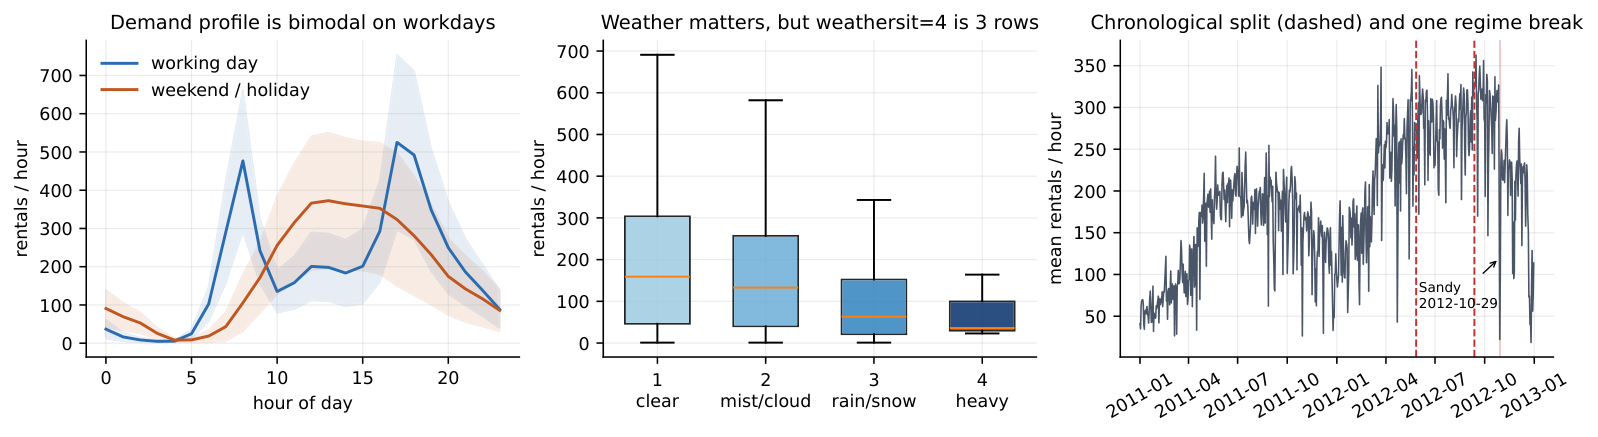 Demand profile is bimodal on workdays
working day
weekend / holiday
rentals / hour
700
600
500
400
300
200
100
0
0 5 10 15 20
hour of day
Weather matters, but weathersit=4 is 3 rows
rentals / hour
700
600
500
400
300
200
100
0
1 2 3 4
clear mist/cloud rain/snow heavy
Chronological split (dashed) and one regime break
mean rentals / hour
350
300
250
200
150
100
50
Sandy
2012-10-29
2011-01 2011-04 2011-07 2011-10 2012-01 2012-04 2012-07 2012-10 2013-01